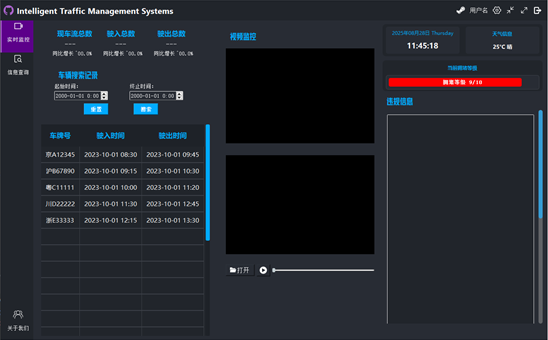 Intelligent Traffic Management Systems
用户名
实时监控
信息查询
关于我们
现车流总数 驶入总数 驶出总数
--- --- ---
同比增长 ˆ00.0% 同比增长 ˆ00.0% 同比增长 ˆ00.0%
车辆搜索记录
起始时间: 终止时间:
2000-01-01 0:00 2000-01-01 0:00
重置 搜索
车牌号 驶入时间 驶出时间
京A12345 2023-10-01 08:30 2023-10-01 09:45
沪B67890 2023-10-01 09:15 2023-10-01 10:30
粤C11111 2023-10-01 10:00 2023-10-01 11:20
川D22222 2023-10-01 11:30 2023-10-01 12:45
浙E33333 2023-10-01 12:15 2023-10-01 13:30
视频监控
打开
2025年08月28日 Thursday
11:45:18
天气信息
25°C 晴
当前拥堵等级
拥堵等级 9/10
违规信息